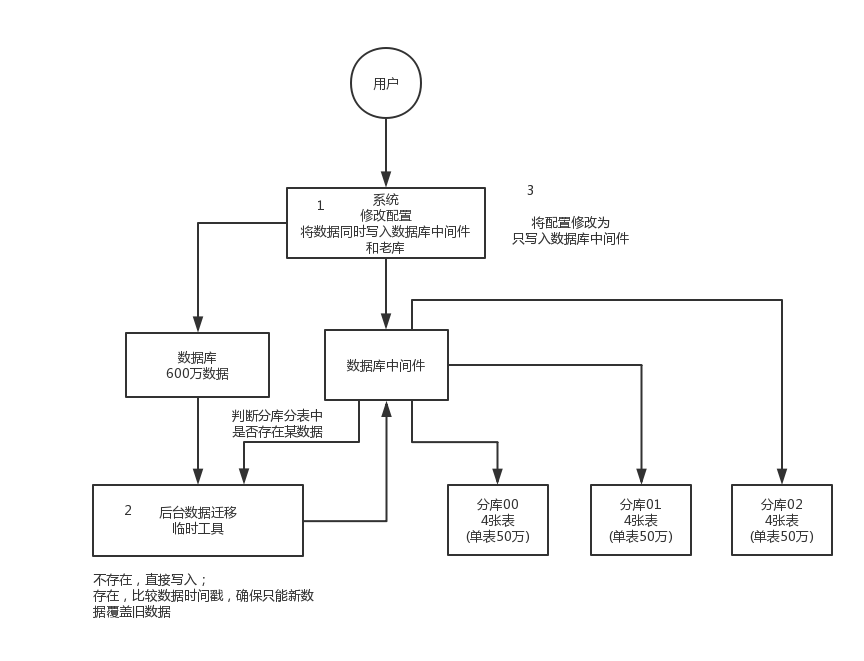 用户
1
系统
修改配置
将数据同时写入数据库中间件
和老库
3
将配置修改为
只写入数据库中间件
数据库
600万数据
数据库中间件
判断分库分表中
是否存在某数据
2
后台数据迁移
临时工具
分库00
4张表
(单表50万)
分库01
4张表
(单表50万)
分库02
4张表
(单表50万)
不存在，直接写入；
存在，比较数据时间戳，确保只能新数
据覆盖旧数据